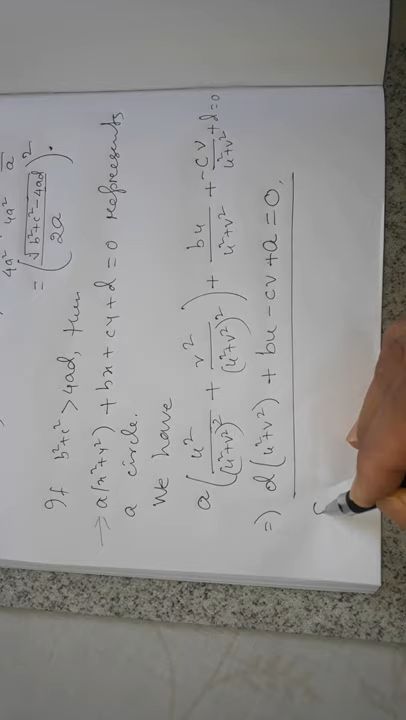 4a² 4a² a
= (√b²+c²-4ad / 2a)² .
If b²+c² > 4ad, then
→ a(x²+y²) + bx + cy + d = 0 represents
a circle.
We have
a( u²/(u²+v²)² + v²/(u²+v²)² ) + bu/u²+v² + -cv/u²+v² + d = 0
⇒ d(u²+v²) + bu - cv + a = 0.